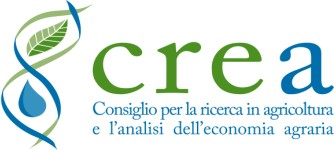 crea
Consiglio per la ricerca in agricoltura
e l'analisi dell'economia agraria